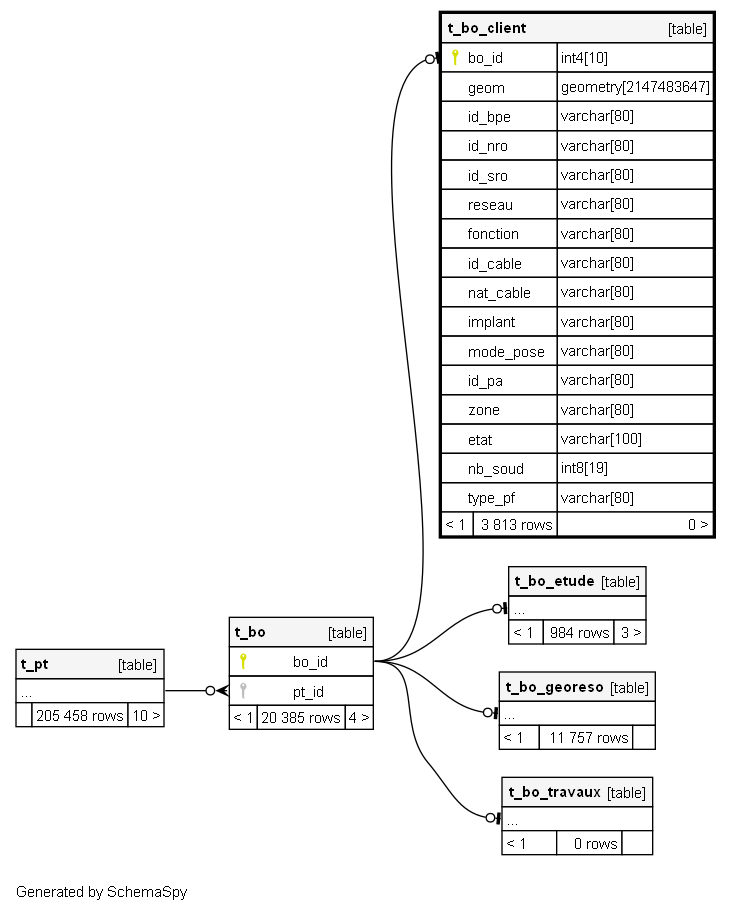 t_bo_client [table]
bo_id int4[10]
geom geometry[2147483647]
id_bpe varchar[80]
id_nro varchar[80]
id_sro varchar[80]
reseau varchar[80]
fonction varchar[80]
id_cable varchar[80]
nat_cable varchar[80]
implant varchar[80]
mode_pose varchar[80]
id_pa varchar[80]
zone varchar[80]
etat varchar[100]
nb_soud int8[19]
type_pf varchar[80]
< 1 3 813 rows 0 >
t_bo_etude [table]
...
< 1 984 rows 3 >
t_bo [table]
bo_id
pt_id
< 1 20 385 rows 4 >
t_pt [table]
...
205 458 rows 10 >
t_bo_georeso [table]
...
< 1 11 757 rows
t_bo_travaux [table]
...
< 1 0 rows
Generated by SchemaSpy